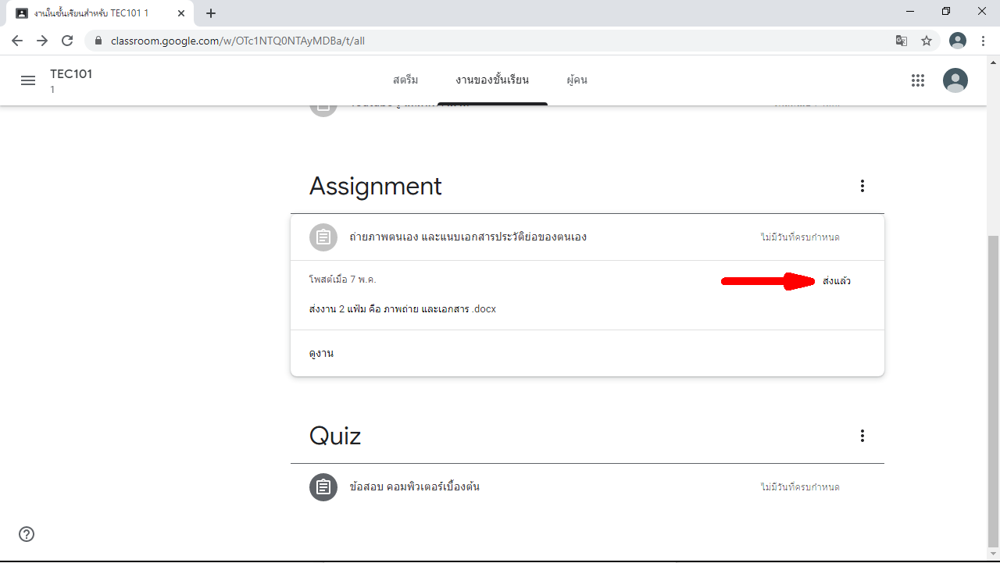 งานในชั้นเรียนสำหรับ TEC101 1
classroom.google.com/w/OTc1NTQ0NTAyMDBa/t/all
TEC101
1
สตรีม
งานของชั้นเรียน
ผู้คน
Assignment
ถ่ายภาพตนเอง และแนบเอกสารประวัติย่อของตนเอง
ไม่มีวันที่ครบกำหนด
โพสต์เมื่อ 7 พ.ค.
ส่งแล้ว
ส่งงาน 2 แฟ้ม คือ ภาพถ่าย และเอกสาร .docx
ดูงาน
Quiz
ข้อสอบ คอมพิวเตอร์เบื้องต้น
ไม่มีวันที่ครบกำหนด